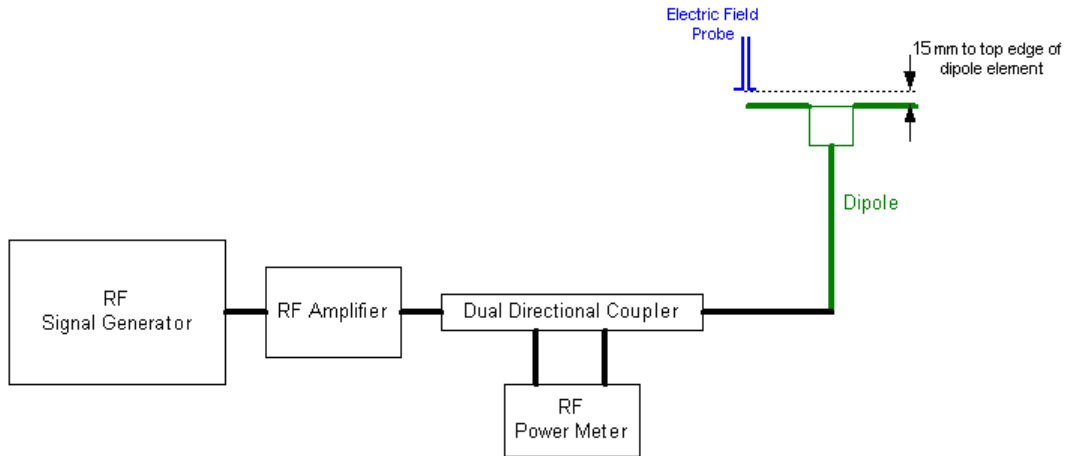 Electric Field
Probe
15 mm to top edge of
dipole element
Dipole
RF
Signal Generator
RF Amplifier
Dual Directional Coupler
RF
Power Meter